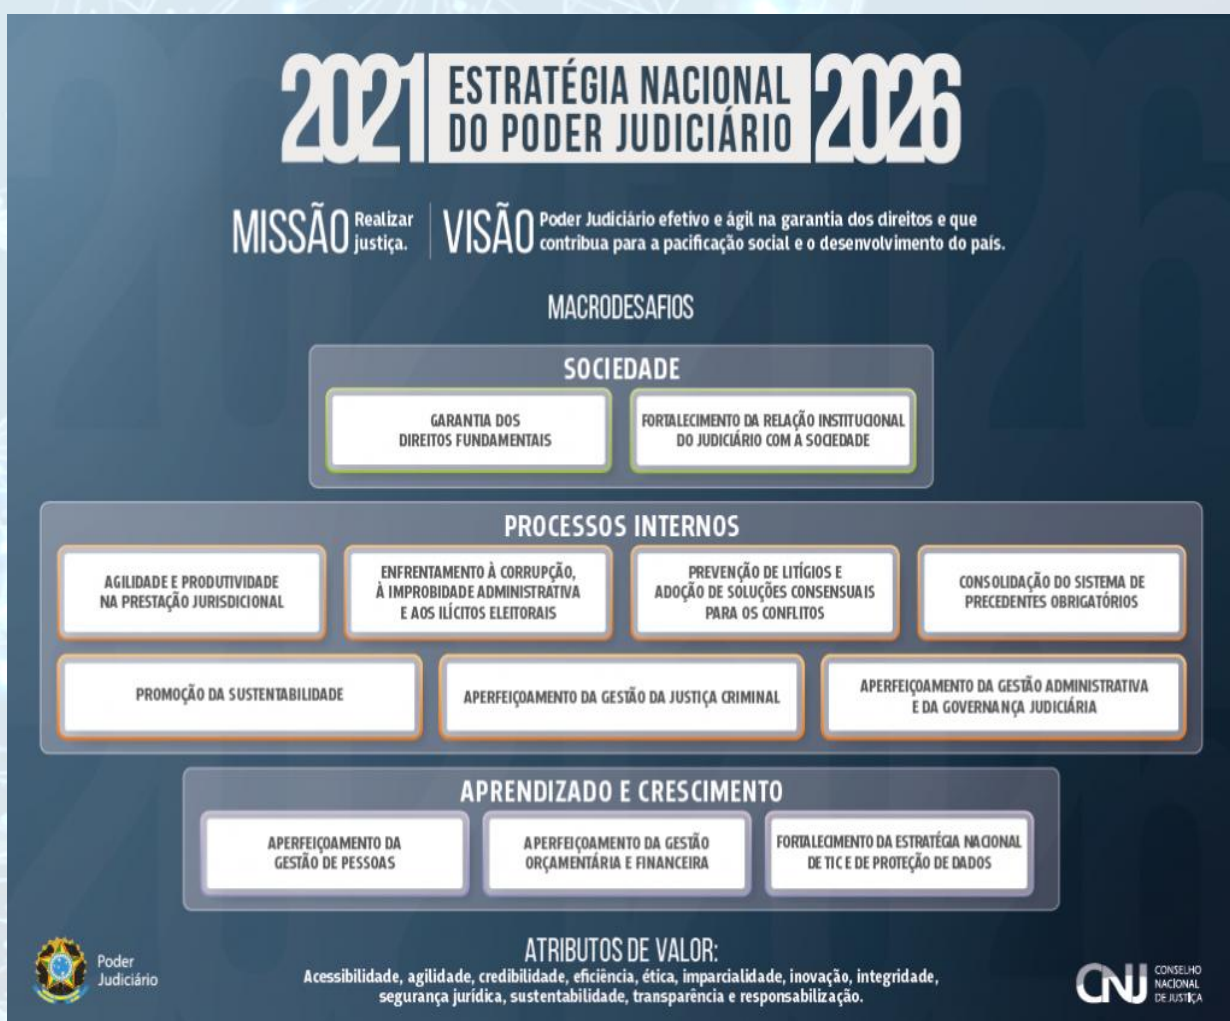 2021 ESTRATÉGIA NACIONAL
DO PODER JUDICIÁRIO 2026
MISSÃO Realizar
justiça.
VISÃO Poder Judiciário efetivo e ágil na garantia dos direitos e que
contribua para a pacificação social e o desenvolvimento do país.
MACRODESAFIOS
SOCIEDADE
GARANTIA DOS
DIREITOS FUNDAMENTAIS
FORTALECIMENTO DA RELAÇÃO INSTITUCIONAL
DO JUDICIÁRIO COM A SOCIEDADE
PROCESSOS INTERNOS
AGILIDADE E PRODUTIVIDADE
NA PRESTAÇÃO JURISDICIONAL
ENFRENTAMENTO À CORRUPÇÃO,
À IMPROBIDADE ADMINISTRATIVA
E AOS ILÍCITOS ELEITORAIS
PREVENÇÃO DE LITÍGIOS E
ADOÇÃO DE SOLUÇÕES CONSENSUAIS
PARA OS CONFLITOS
CONSOLIDAÇÃO DO SISTEMA DE
PRECEDENTES OBRIGATÓRIOS
PROMOÇÃO DA SUSTENTABILIDADE
APERFEIÇOAMENTO DA GESTÃO DA JUSTIÇA CRIMINAL
APERFEIÇOAMENTO DA GESTÃO ADMINISTRATIVA
E DA GOVERNANÇA JUDICIÁRIA
APRENDIZADO E CRESCIMENTO
APERFEIÇOAMENTO DA
GESTÃO DE PESSOAS
APERFEIÇOAMENTO DA GESTÃO
ORÇAMENTÁRIA E FINANCEIRA
FORTALECIMENTO DA ESTRATÉGIA NACIONAL
DE TIC E DE PROTEÇÃO DE DADOS
Poder
Judiciário
ATRIBUTOS DE VALOR:
Acessibilidade, agilidade, credibilidade, eficiência, ética, imparcialidade, inovação, integridade,
segurança jurídica, sustentabilidade, transparência e responsabilização.
CNJ CONSELHO
NACIONAL
DE JUSTIÇA